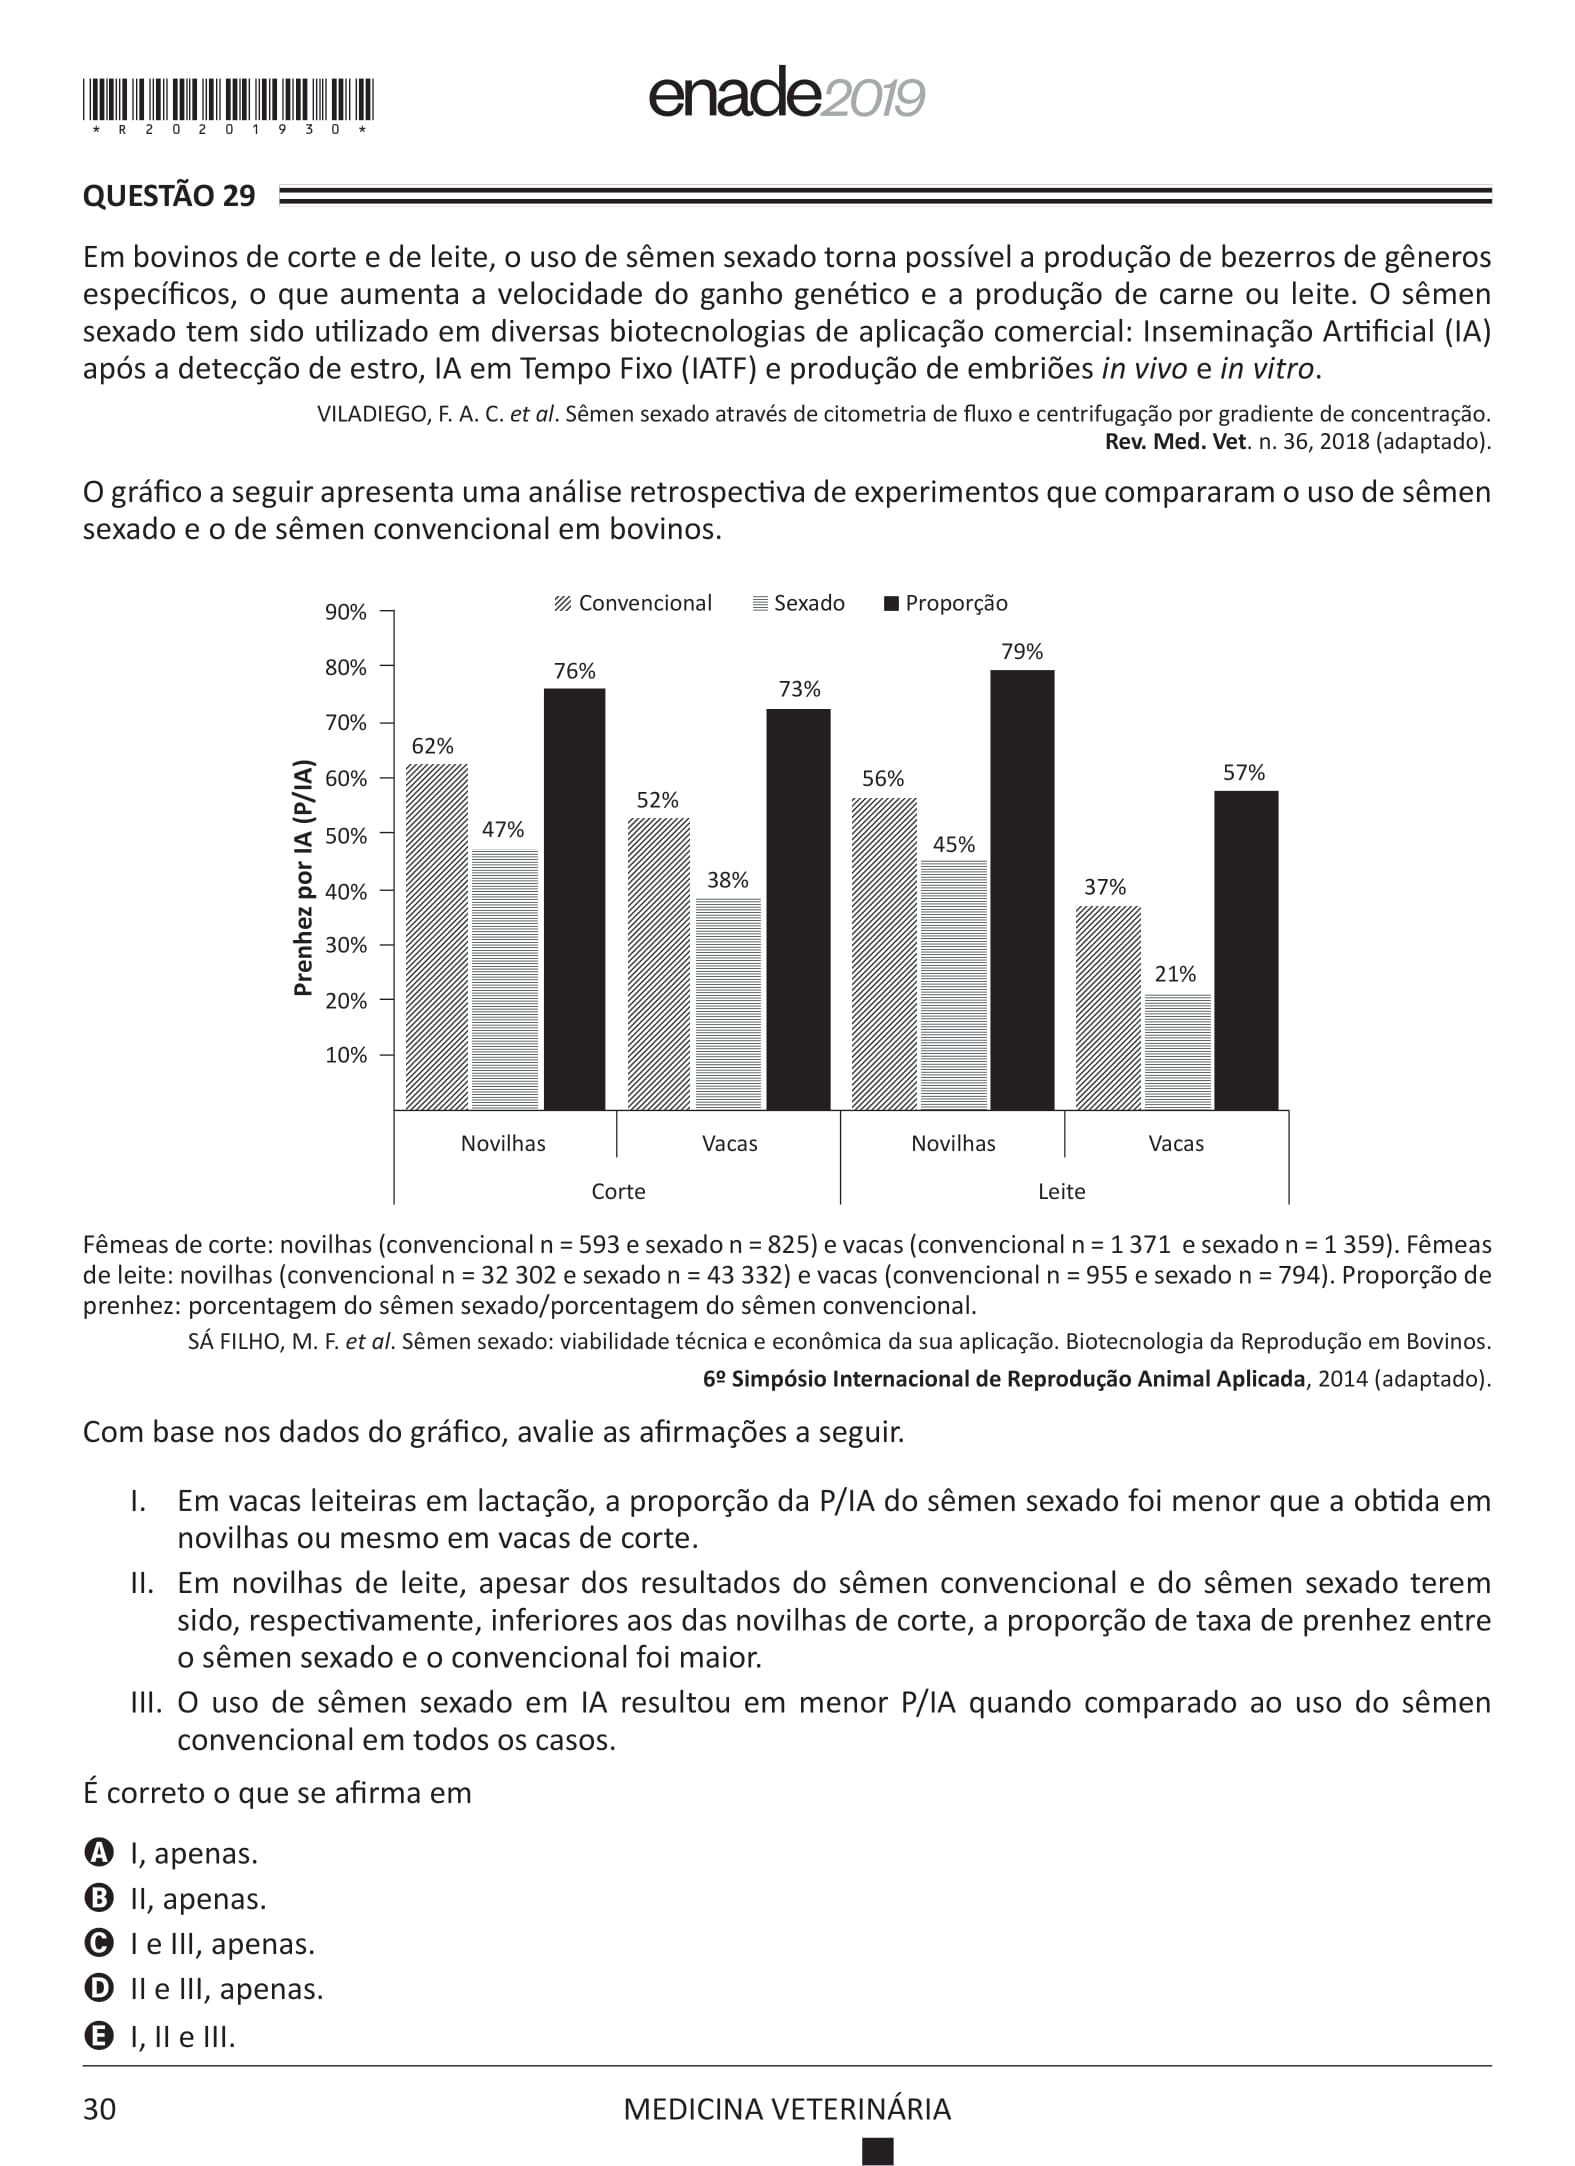 *R20201930*
enade2019
QUESTÃO 29
Em bovinos de corte e de leite, o uso de sêmen sexado torna possível a produção de bezerros de gêneros
específicos, o que aumenta a velocidade do ganho genético e a produção de carne ou leite. O sêmen
sexado tem sido utilizado em diversas biotecnologias de aplicação comercial: Inseminação Artificial (IA)
após a detecção de estro, IA em Tempo Fixo (IATF) e produção de embriões in vivo e in vitro.
VILADIEGO, F. A. C. et al. Sêmen sexado através de citometria de fluxo e centrifugação por gradiente de concentração.
Rev. Med. Vet. n. 36, 2018 (adaptado).
O gráfico a seguir apresenta uma análise retrospectiva de experimentos que compararam o uso de sêmen
sexado e o de sêmen convencional em bovinos.
Convencional Sexado Proporção
Prenhez por IA (P/IA)
90%
80%
70%
60%
50%
40%
30%
20%
10%
62% 47% 76%
52% 38% 73%
56% 45% 79%
37% 21% 57%
Novilhas Vacas Novilhas Vacas
Corte Leite
Fêmeas de corte: novilhas (convencional n = 593 e sexado n = 825) e vacas (convencional n = 1 371 e sexado n = 1 359). Fêmeas
de leite: novilhas (convencional n = 32 302 e sexado n = 43 332) e vacas (convencional n = 955 e sexado n = 794). Proporção de
prenhez: porcentagem do sêmen sexado/porcentagem do sêmen convencional.
SÁ FILHO, M. F. et al. Sêmen sexado: viabilidade técnica e econômica da sua aplicação. Biotecnologia da Reprodução em Bovinos.
6º Simpósio Internacional de Reprodução Animal Aplicada, 2014 (adaptado).
Com base nos dados do gráfico, avalie as afirmações a seguir.
I. Em vacas leiteiras em lactação, a proporção da P/IA do sêmen sexado foi menor que a obtida em
novilhas ou mesmo em vacas de corte.
II. Em novilhas de leite, apesar dos resultados do sêmen convencional e do sêmen sexado terem
sido, respectivamente, inferiores aos das novilhas de corte, a proporção de taxa de prenhez entre
o sêmen sexado e o convencional foi maior.
III. O uso de sêmen sexado em IA resultou em menor P/IA quando comparado ao uso do sêmen
convencional em todos os casos.
É correto o que se afirma em
A I, apenas.
B II, apenas.
C I e III, apenas.
D II e III, apenas.
E I, II e III.
30 MEDICINA VETERINÁRIA